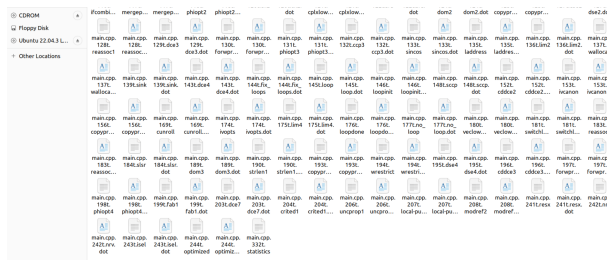 CDROM
Floppy Disk
Ubuntu 22.04.3 L...
+ Other Locations
ifcombi... mergep... mergep... phiopt2 phiopt2... dot cplxlow... cplxlow... dot dom2 dom2.dot copypr... copypr... dse2.do
main.cpp. main.cpp. main.cpp. main.cpp. main.cpp. main.cpp. main.cpp. main.cpp. main.cpp. main.cpp. main.cpp. main.cpp. main.cpp. main.cpp. main.cpp. main.cpp. main.cp
128t. 128t. 129t.dce3 129t. 130t. 130t. 131t. 131t. 132t.ccp3 132t. 133t. 133t. 135t. 135t. 136t.lim2 136t.lim2. 137t.
reassoc1 reassoc... dce3.dot forwpr... forwpr... phiopt3 phiopt3... ccp3.dot sincos sincos.dot laddress laddres... dot walloca
main.cpp. main.cpp. main.cpp. main.cpp. main.cpp. main.cpp. main.cpp. main.cpp. main.cpp. main.cpp. main.cpp. main.cpp. main.cpp. main.cpp. main.cpp. main.cpp. main.cp
137t. 139t.sink 139t.sink. 143t.dce4 143t. 144t.fix_ 144t.fix_ 145t.loop 145t. 146t. 146t. 148t.sccp 148t.sccp. 152t. 152t. 153t. 153t.
walloca... dot dce4.dot loops loops.dot loop.dot loopinit loopinit... dot cddce2 cddce2.... ivcanon ivcanon
main.cpp. main.cpp. main.cpp. main.cpp. main.cpp. main.cpp. main.cpp. main.cpp. main.cpp. main.cpp. main.cpp. main.cpp. main.cpp. main.cpp. main.cpp. main.cpp. main.cp
156t. 156t. 169t. 169t. 174t. 174t. 175t.lim4 175t.lim4. 176t. 176t. 177t.no_ 177t.no_ 180t. 180t. 181t. 181t. 183t.
copypr... copypr... cunroll cunroll.... ivopts ivopts.dot dot loopdone loopdo... loop loop.dot veclow... veclow... switchl... switchl... reassoc
main.cpp. main.cpp. main.cpp. main.cpp. main.cpp. main.cpp. main.cpp. main.cpp. main.cpp. main.cpp. main.cpp. main.cpp. main.cpp. main.cpp. main.cpp. main.cpp. main.cp
183t. 184t.slsr 184t.slsr. 189t. 189t. 190t. 190t. 193t. 193t. 194t. 194t. 195t.dse4 195t. 196t. 196t. 197t. 197t.
reassoc... dot dom3 dom3.dot strlen1 strlen1.... copypr... copypr... wrestrict wrestri... dse4.dot cddce3 cddce3.... forwpr... forwpr
main.cpp. main.cpp. main.cpp. main.cpp. main.cpp. main.cpp. main.cpp. main.cpp. main.cpp. main.cpp. main.cpp. main.cpp. main.cpp. main.cpp. main.cpp. main.cpp. main.cp
198t. 198t. 199t.fab1 199t. 203t.dce7 203t. 204t. 204t. 206t. 206t. 207t. 207t. 208t. 208t. 241t.resx 241t.resx. 242t.nr
phiopt4 phiopt4... fab1.dot dce7.dot crited1 crited1.... uncprop1 uncpro... local-pu... local-pu... modref2 modref... dot
main.cpp. main.cpp. main.cpp. main.cpp. main.cpp. main.cpp.
242t.nrv. 243t.isel 243t.isel. 244t. 244t. 332t.
dot dot optimized optimiz... statistics